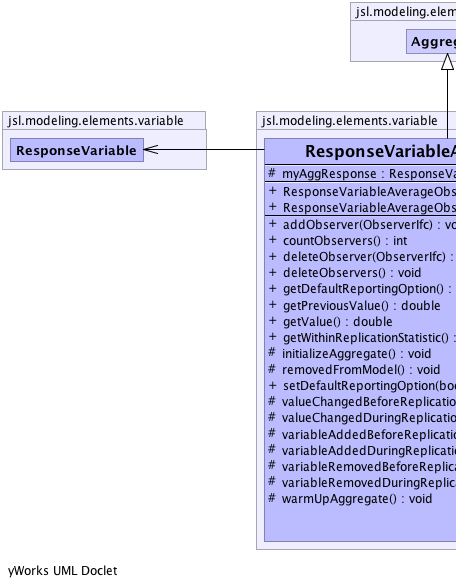 jsl.modeling.eleme
Aggreg
jsl.modeling.elements.variable
ResponseVariable
jsl.modeling.elements.variable
ResponseVariableA
# myAggResponse : ResponseVa
+ ResponseVariableAverageObs
+ ResponseVariableAverageObs
+ addObserver(ObserverIfc) : vo
+ countObservers() : int
+ deleteObserver(ObserverIfc) :
+ deleteObservers() : void
+ getDefaultReportingOption() :
+ getPreviousValue() : double
+ getValue() : double
+ getWithinReplicationStatistic() :
# initializeAggregate() : void
# removedFromModel() : void
+ setDefaultReportingOption(boo
# valueChangedBeforeReplicatio
# valueChangedDuringReplication
# variableAddedBeforeReplicatio
# variableAddedDuringReplicatio
# variableRemovedBeforeReplica
# variableRemovedDuringReplica
# warmUpAggregate() : void
yWorks UML Doclet